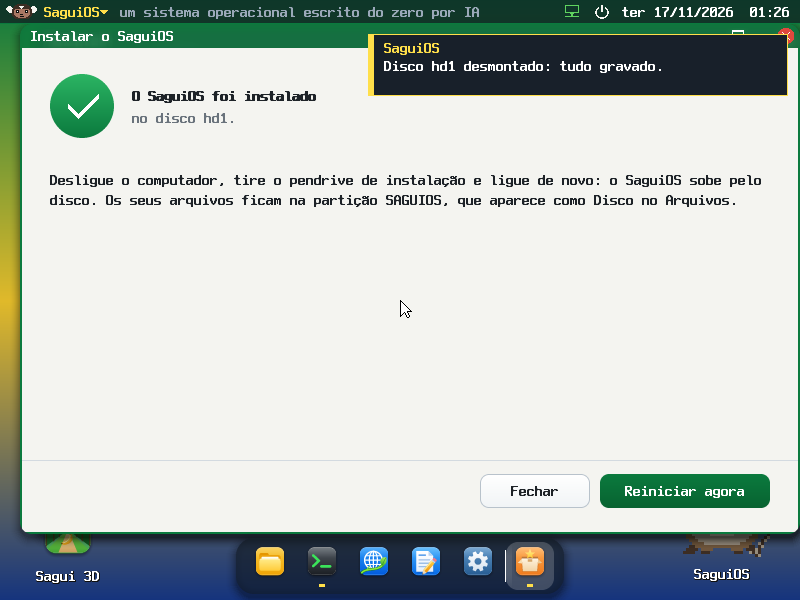 SaguiOS um sistema operacional escrito do zero por IA ter 17/11/2026 01:26
Instalar o SaguiOS
SaguiOS
Disco hd1 desmontado: tudo gravado.
O SaguiOS foi instalado
no disco hd1.
Desligue o computador, tire o pendrive de instalação e ligue de novo: o SaguiOS sobe pelo
disco. Os seus arquivos ficam na partição SAGUIOS, que aparece como Disco no Arquivos.
Fechar Reiniciar agora
Sagui 3D SaguiOS